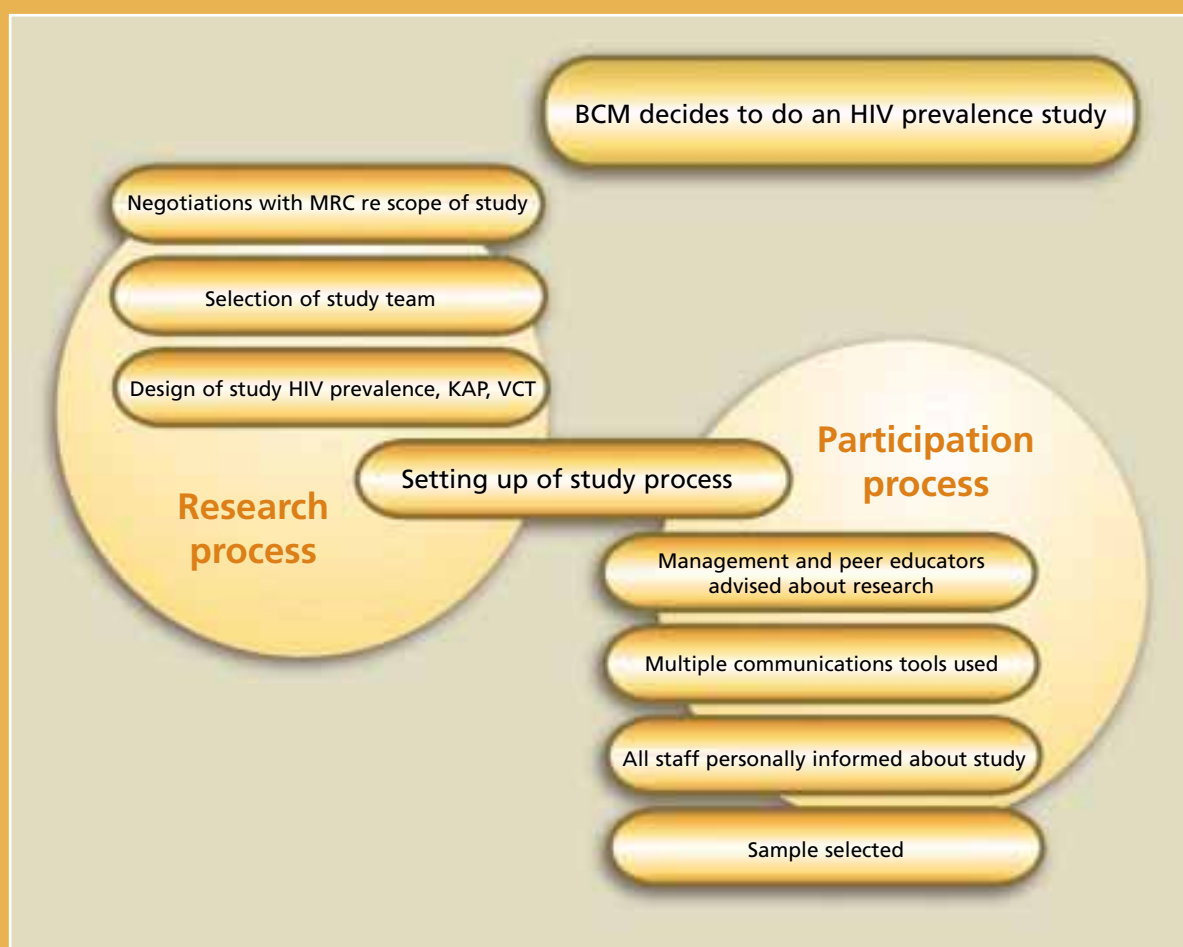 BCM decides to do an HIV prevalence study
Negotiations with MRC re scope of study
Selection of study team
Design of study HIV prevalence, KAP, VCT
Setting up of study process
Research
process
Participation
process
Management and peer educators
advised about research
Multiple communications tools used
All staff personally informed about study
Sample selected